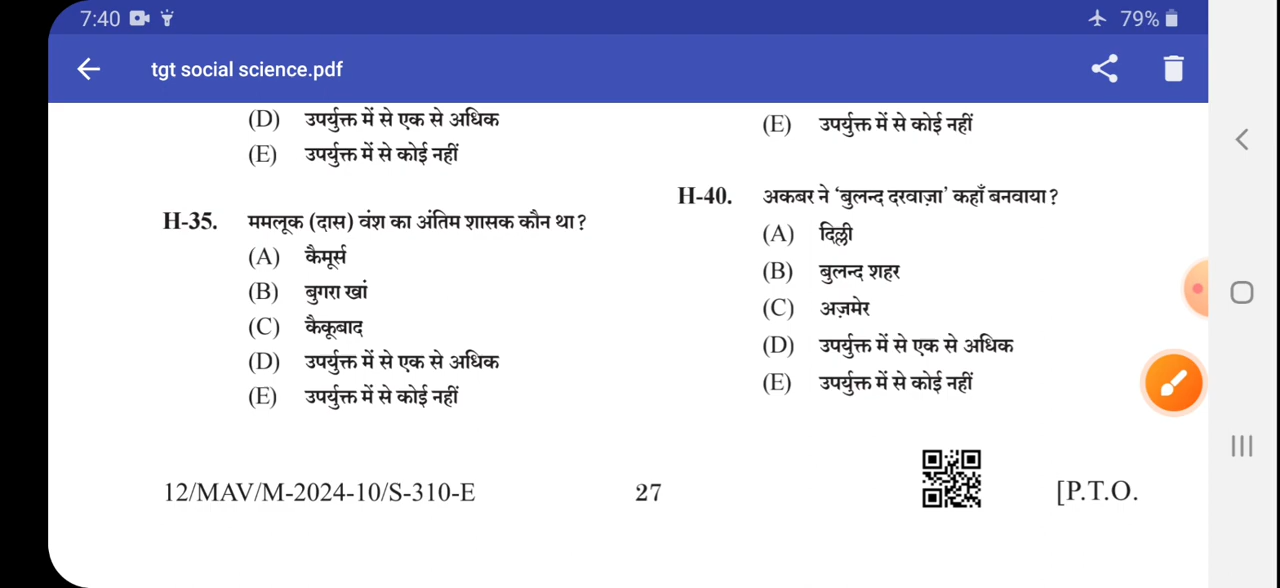 7:40
79%
tgt social science.pdf
(D) उपर्युक्त में से एक से अधिक
(E) उपर्युक्त में से कोई नहीं
H-35. ममलूक (दास) वंश का अंतिम शासक कौन था ?
(A) कैमूर्स
(B) बुगरा खां
(C) कैकूबाद
(D) उपर्युक्त में से एक से अधिक
(E) उपर्युक्त में से कोई नहीं
(E) उपर्युक्त में से कोई नहीं
H-40. अकबर ने ‘बुलन्द दरवाज़ा’ कहाँ बनवाया ?
(A) दिल्ली
(B) बुलन्द शहर
(C) अज़मेर
(D) उपर्युक्त में से एक से अधिक
(E) उपर्युक्त में से कोई नहीं
12/MAV/M-2024-10/S-310-E
27
[P.T.O.